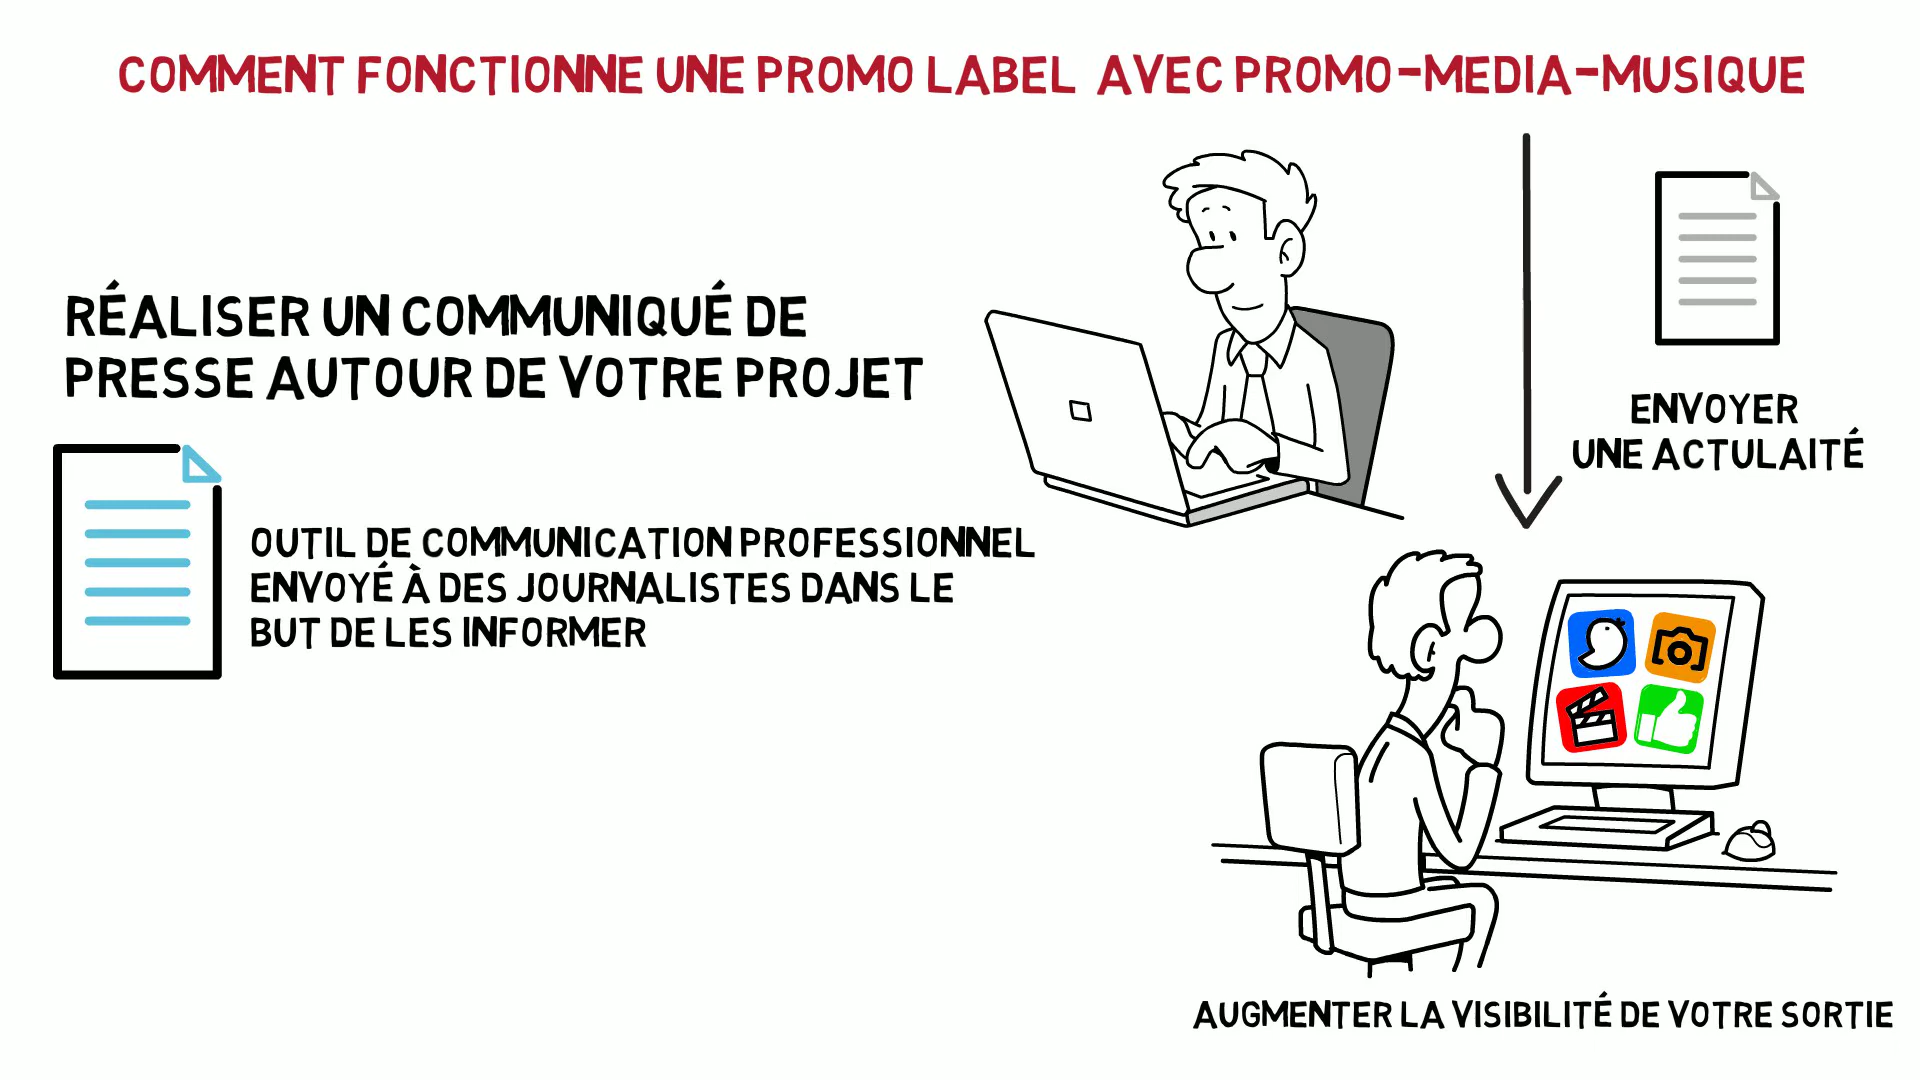 COMMENT FONCTIONNE UNE PROMO LABEL AVEC PROMO-MEDIA-MUSIQUE
RÉALISER UN COMMUNIQUÉ DE
PRESSE AUTOUR DE VOTRE PROJET
OUTIL DE COMMUNICATION PROFESSIONNEL
ENVOYÉ À DES JOURNALISTES DANS LE
BUT DE LES INFORMER
ENVOYER
UNE ACTULAITÉ
AUGMENTER LA VISIBILITÉ DE VOTRE SORTIE